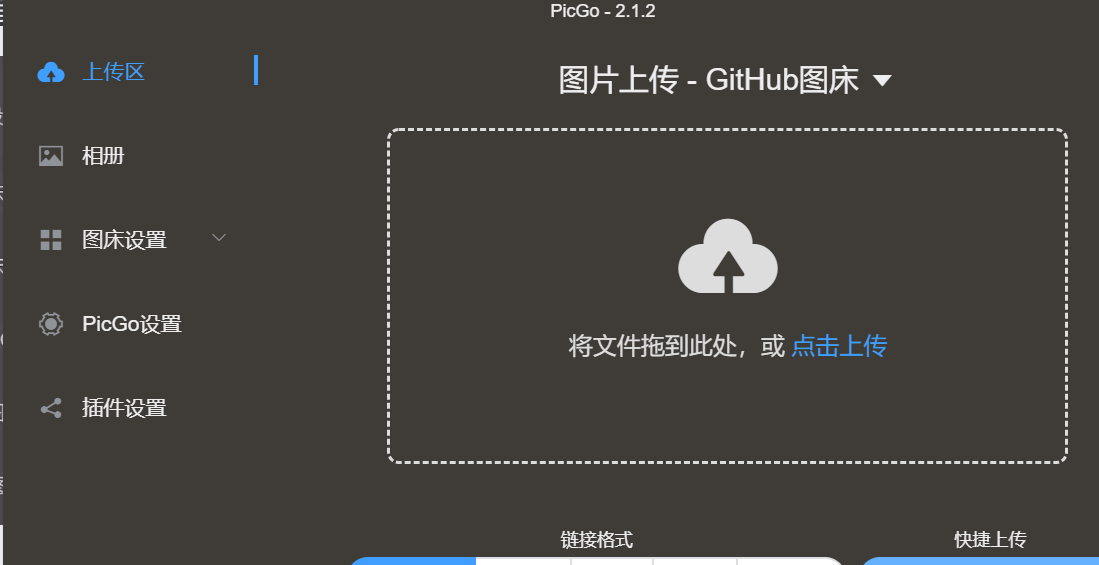 PicGo - 2.1.2
上传区
相册
图床设置
PicGo设置
插件设置
图片上传 - GitHub图床
将文件拖到此处，或 点击上传
链接格式
快捷上传